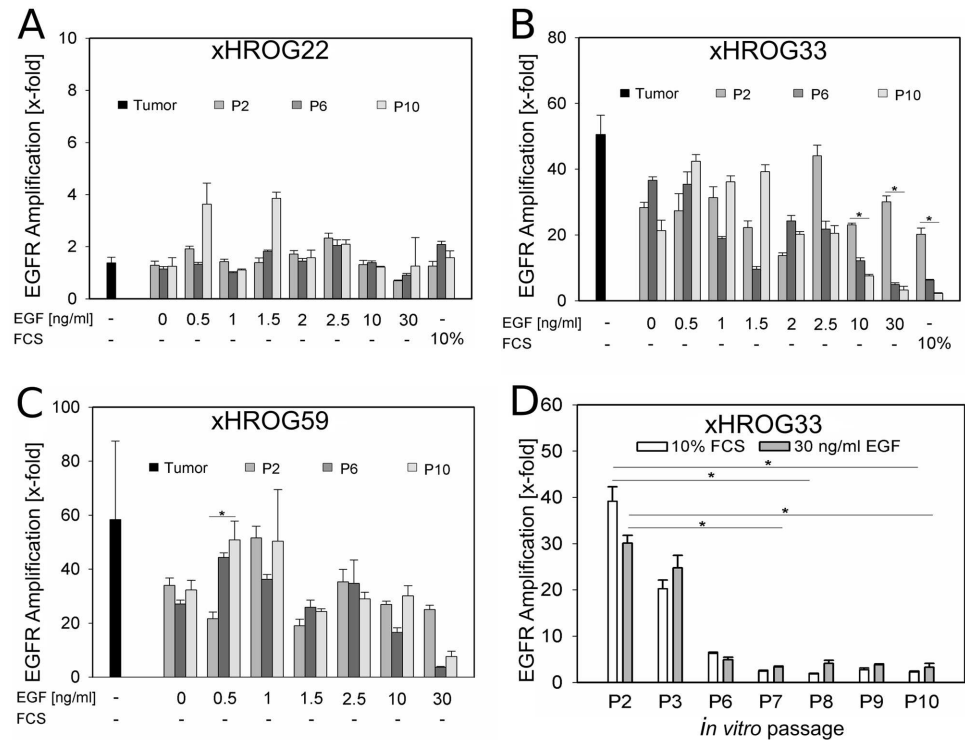 A
xHROG22
EGFR Amplification [x-fold]
10
8
6
4
2
0
Tumor P2 P6 P10
EGF [ng/ml] - 0 0.5 1 1.5 2 2.5 10 30 -
FCS - - - - - - - - - 10%
B
xHROG33
EGFR Amplification [x-fold]
80
60
40
20
0
Tumor P2 P6 P10
* * *
EGF [ng/ml] - 0 0.5 1 1.5 2 2.5 10 30 -
FCS - - - - - - - - - 10%
C
xHROG59
EGFR Amplification [x-fold]
100
80
60
40
20
0
Tumor P2 P6 P10
*
EGF [ng/ml] - 0 0.5 1 1.5 2.5 10 30
FCS - - - - - - - -
D
xHROG33
EGFR Amplification [x-fold]
60
50
40
30
20
10
0
10% FCS 30 ng/ml EGF
*
*
*
*
P2 P3 P6 P7 P8 P9 P10
in vitro passage